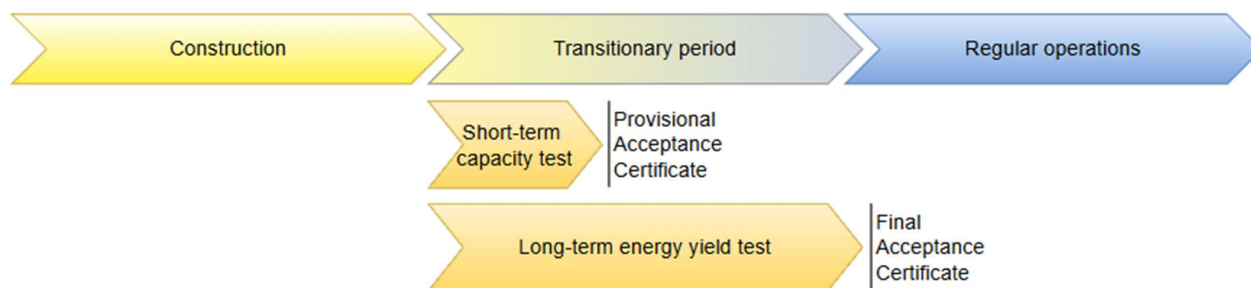 Construction
Transitionary period
Regular operations
Short-term
capacity test
Provisional
Acceptance
Certificate
Long-term energy yield test
Final
Acceptance
Certificate